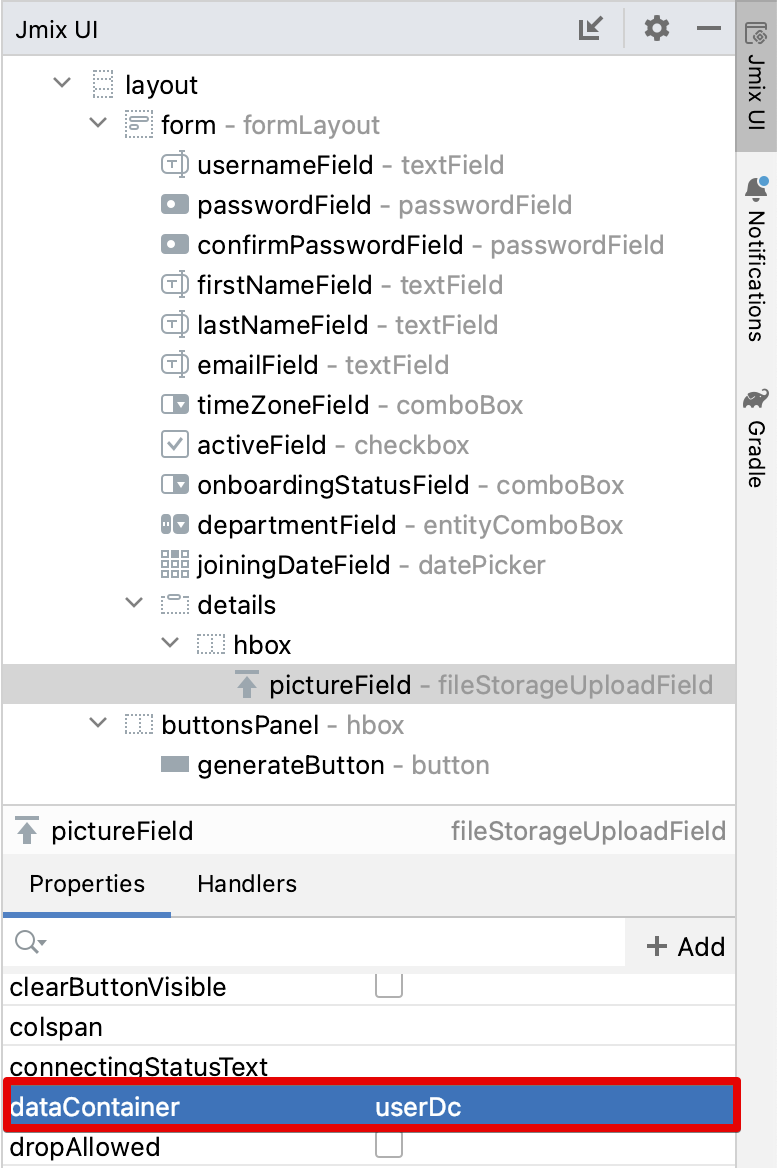 Jmix UI
layout
form - formLayout
usernameField - textField
passwordField - passwordField
confirmPasswordField - passwordField
firstNameField - textField
lastNameField - textField
emailField - textField
timeZoneField - comboBox
activeField - checkbox
onboardingStatusField - comboBox
departmentField - entityComboBox
joiningDateField - datePicker
details
hbox
pictureField - fileStorageUploadField
buttonsPanel - hbox
generateButton - button
pictureField fileStorageUploadField
Properties Handlers
+ Add
clearButtonVisible
colspan
connectingStatusText
dataContainer userDc
dropAllowed
Jmix UI
Notifications
Gradle